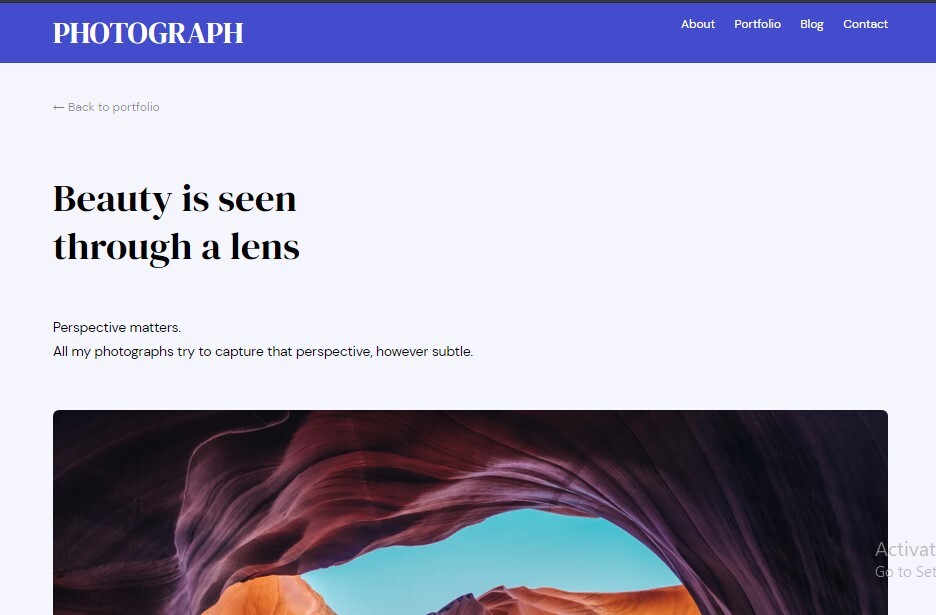 PHOTOGRAPH
About Portfolio Blog Contact
← Back to portfolio
Beauty is seen
through a lens
Perspective matters.
All my photographs try to capture that perspective, however subtle.
Activat
Go to Set